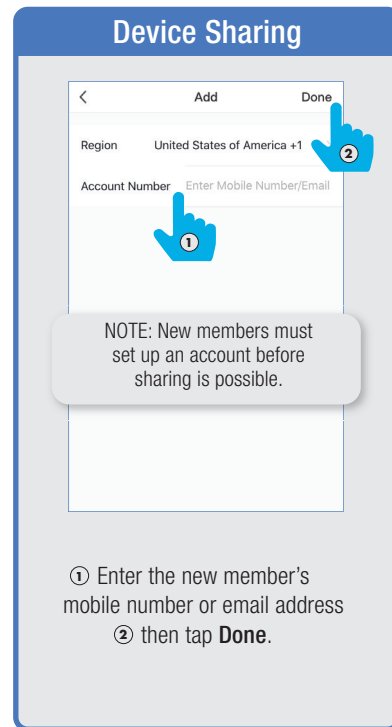 Device Sharing
< Add Done
Region United States of America +1
②
Account Number Enter Mobile Number/Email
①
NOTE: New members must
set up an account before
sharing is possible.
① Enter the new member’s
mobile number or email address
② then tap Done.